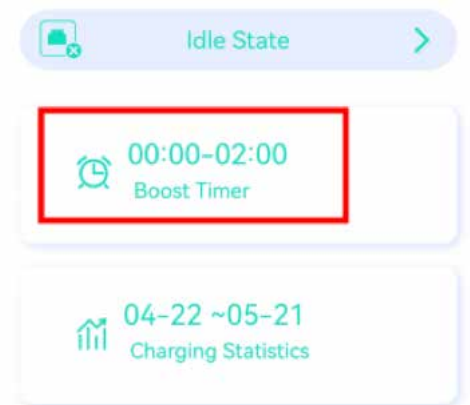 Idle State
00:00-02:00
Boost Timer
04-22 ~05-21
Charging Statistics